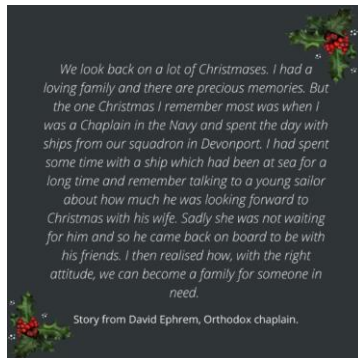 We look back on a lot of Christmases. I had a
loving family and there are precious memories. But
the one Christmas I remember most was when I
was a Chaplain in the Navy and spent the day with
ships from our squadron in Devonport. I had spent
some time with a ship which had been at sea for a
long time and remember talking to a young sailor
about how much he was looking forward to
Christmas with his wife. Sadly she was not waiting
for him and so he came back on board to be with
his friends. I then realised how, with the right
attitude, we can become a family for someone in
need.
Story from David Ephrem, Orthodox chaplain.